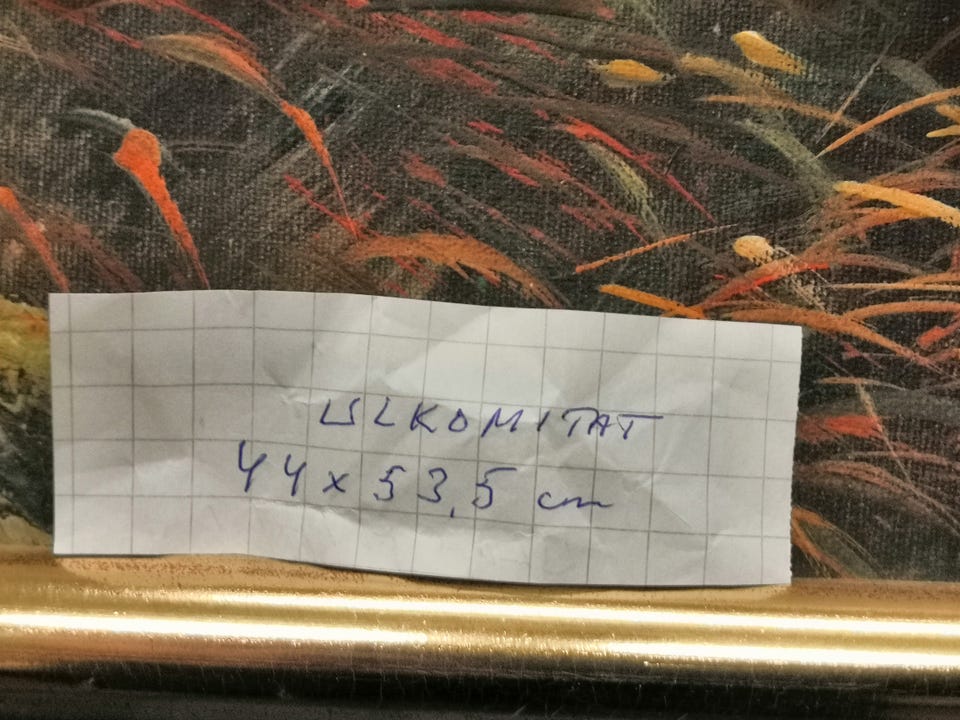 ULKOMITAT
44 x 53,5 cm